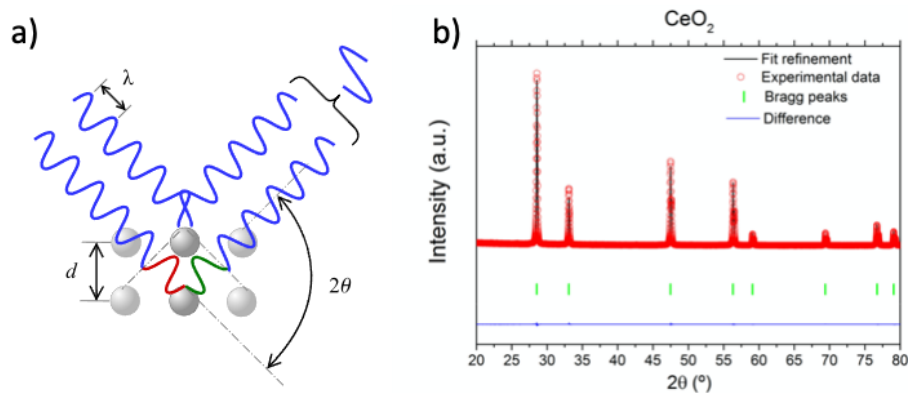 a)
λ
d
2θ
b)
CeO₂
Fit refinement
Experimental data
Bragg peaks
Difference
Intensity (a.u.)
20 25 30 35 40 45 50 55 60 65 70 75 80
2θ (º)